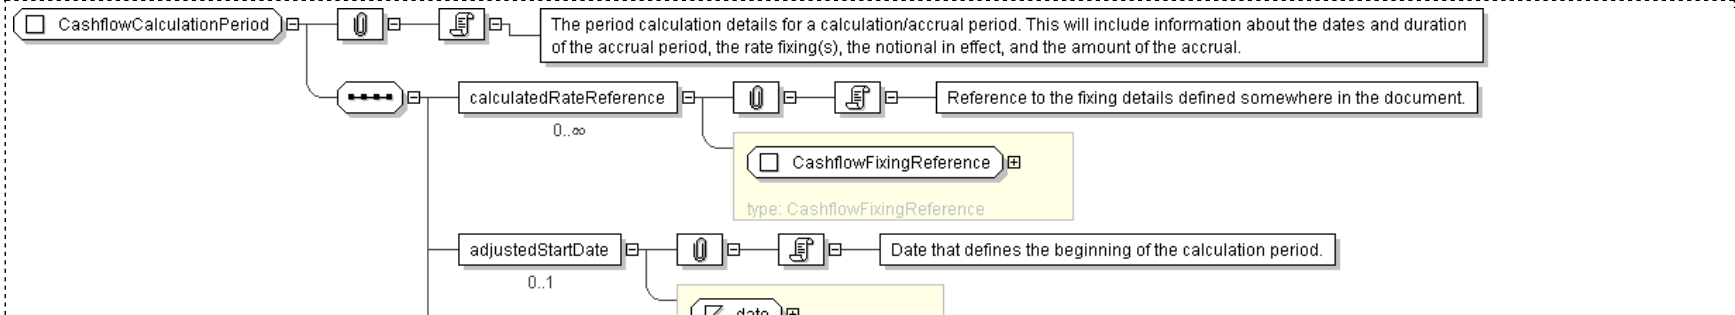 CashflowCalculationPeriod
The period calculation details for a calculation/accrual period. This will include information about the dates and duration
of the accrual period, the rate fixing(s), the notional in effect, and the amount of the accrual.
calculatedRateReference
Reference to the fixing details defined somewhere in the document.
0..∞
CashflowFixingReference
type: CashflowFixingReference
adjustedStartDate
Date that defines the beginning of the calculation period.
0..1
date